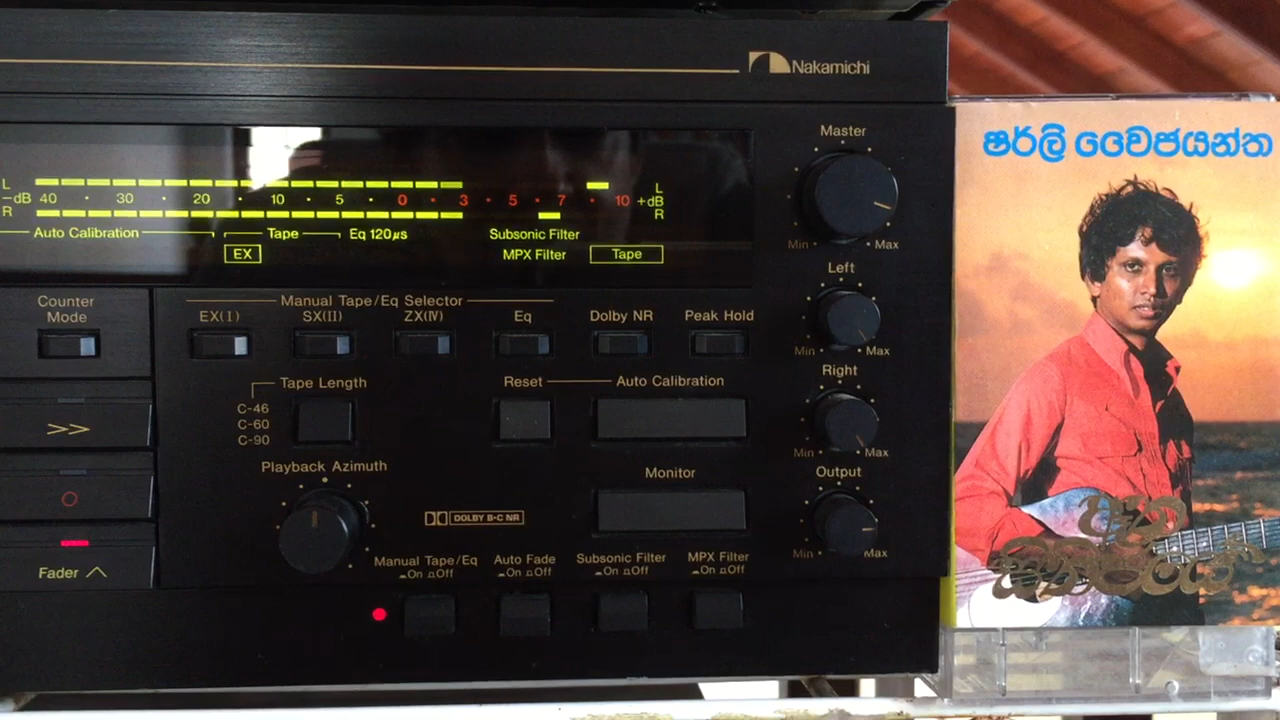 Nakamichi
ෂර්ලි වෛජයන්ත
Master
Min Max
L L
-dB 40 30 20 10 5 0 3 5 7 10 +dB
R R
Auto Calibration Tape Eq 120µs Subsonic Filter
EX MPX Filter Tape
Left
Min Max
Counter
Mode
Manual Tape/Eq Selector
EX(I) SX(II) ZX(IV) Eq Dolby NR Peak Hold
Right
Min Max
Tape Length Reset Auto Calibration
C-46
C-60
C-90
>>
Playback Azimuth Monitor
Output
Min Max
DOLBY B-C NR
Fader
Manual Tape/Eq Auto Fade Subsonic Filter MPX Filter
On Off On Off On Off On Off